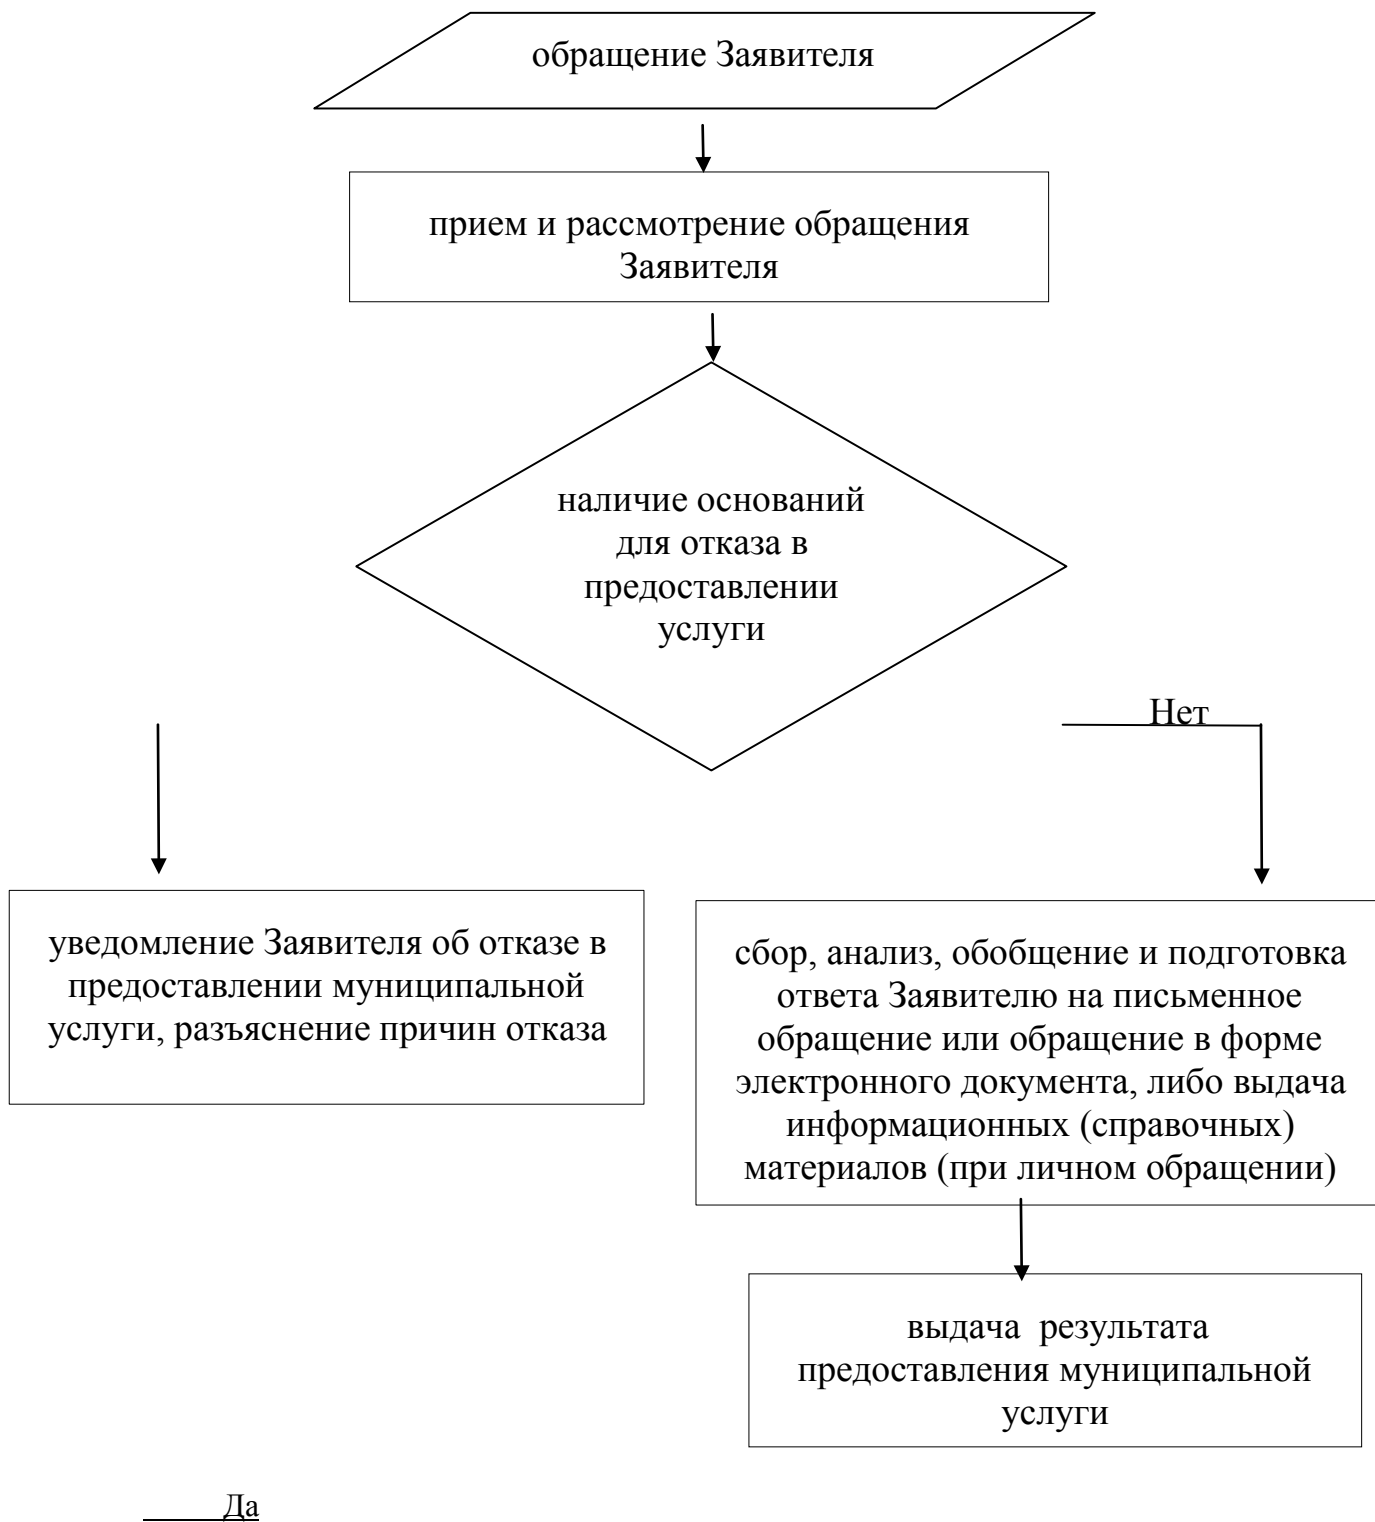 обращение Заявителя
прием и рассмотрение обращения
Заявителя
наличие оснований
для отказа в
предоставлении
услуги
Нет
уведомление Заявителя об отказе в
предоставлении муниципальной
услуги, разъяснение причин отказа
сбор, анализ, обобщение и подготовка
ответа Заявителю на письменное
обращение или обращение в форме
электронного документа, либо выдача
информационных (справочных)
материалов (при личном обращении)
выдача  результата
предоставления муниципальной
услуги
Да